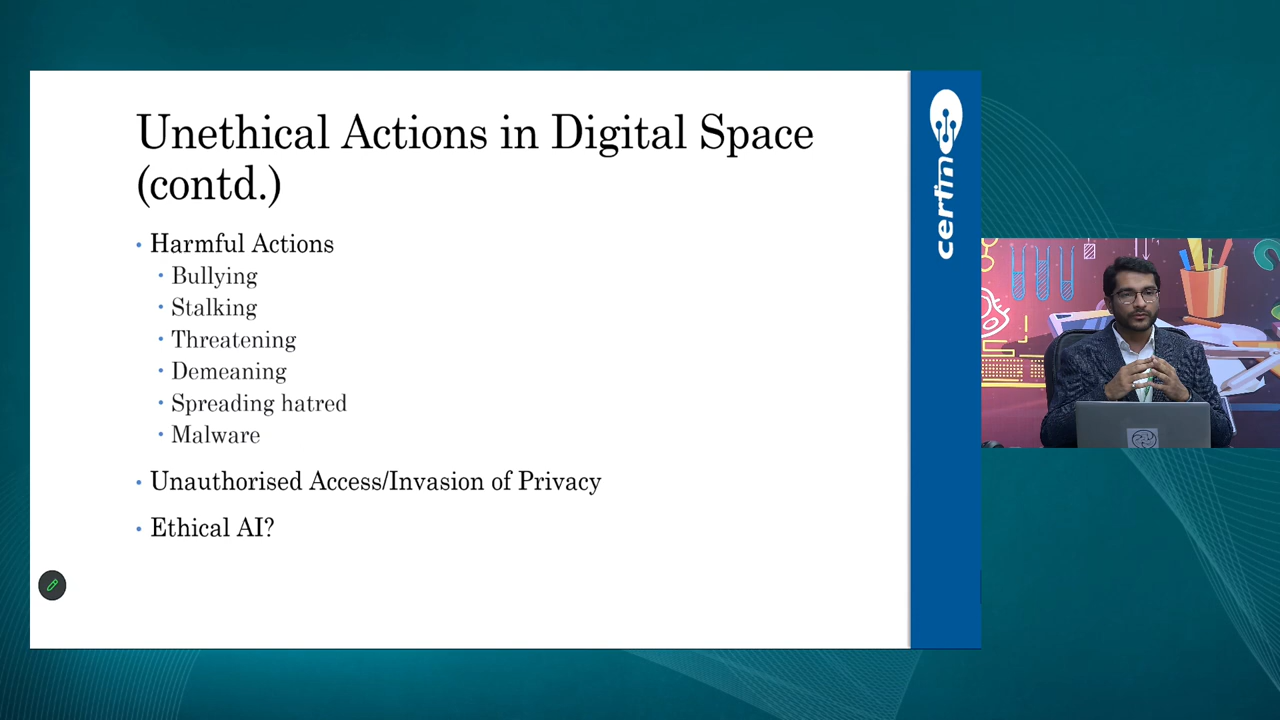 Unethical Actions in Digital Space
(contd.)
• Harmful Actions
• Bullying
• Stalking
• Threatening
• Demeaning
• Spreading hatred
• Malware
• Unauthorised Access/Invasion of Privacy
• Ethical AI?
certin